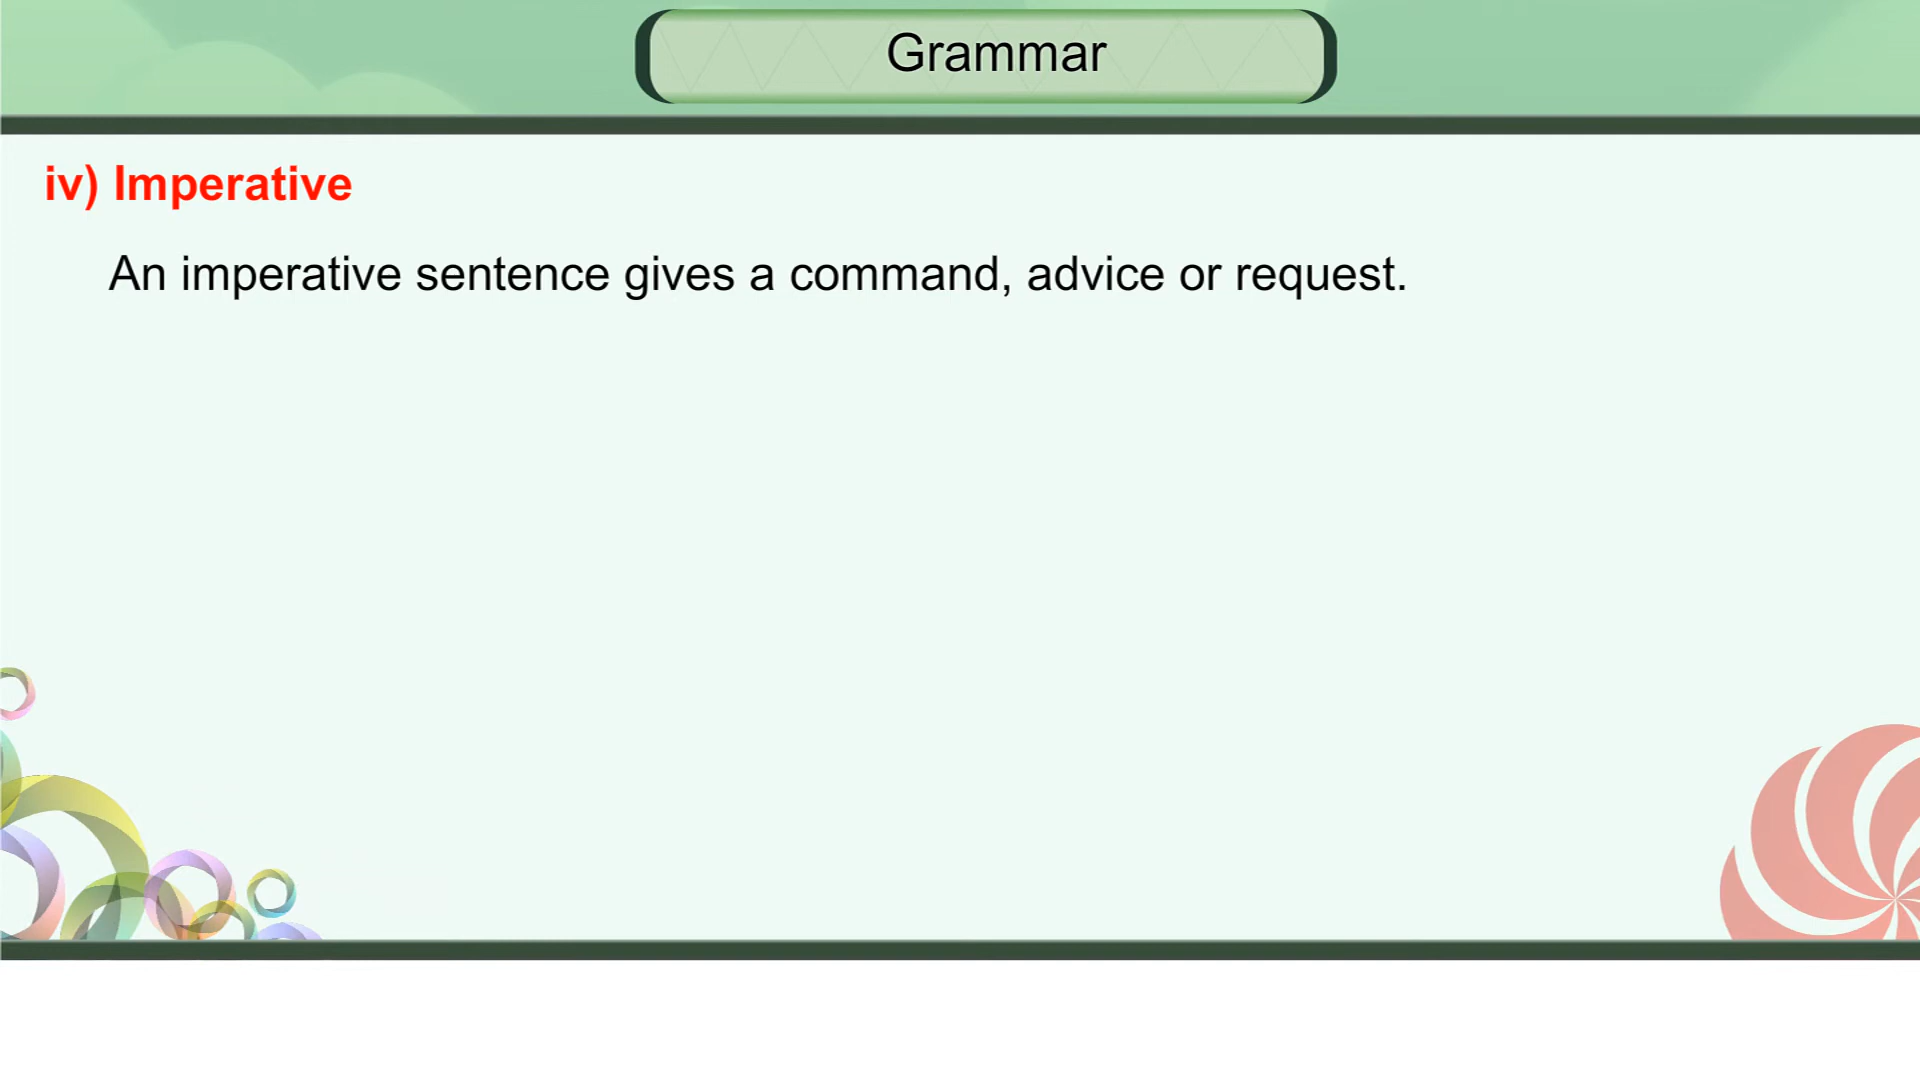 Grammar
iv) Imperative
An imperative sentence gives a command, advice or request.